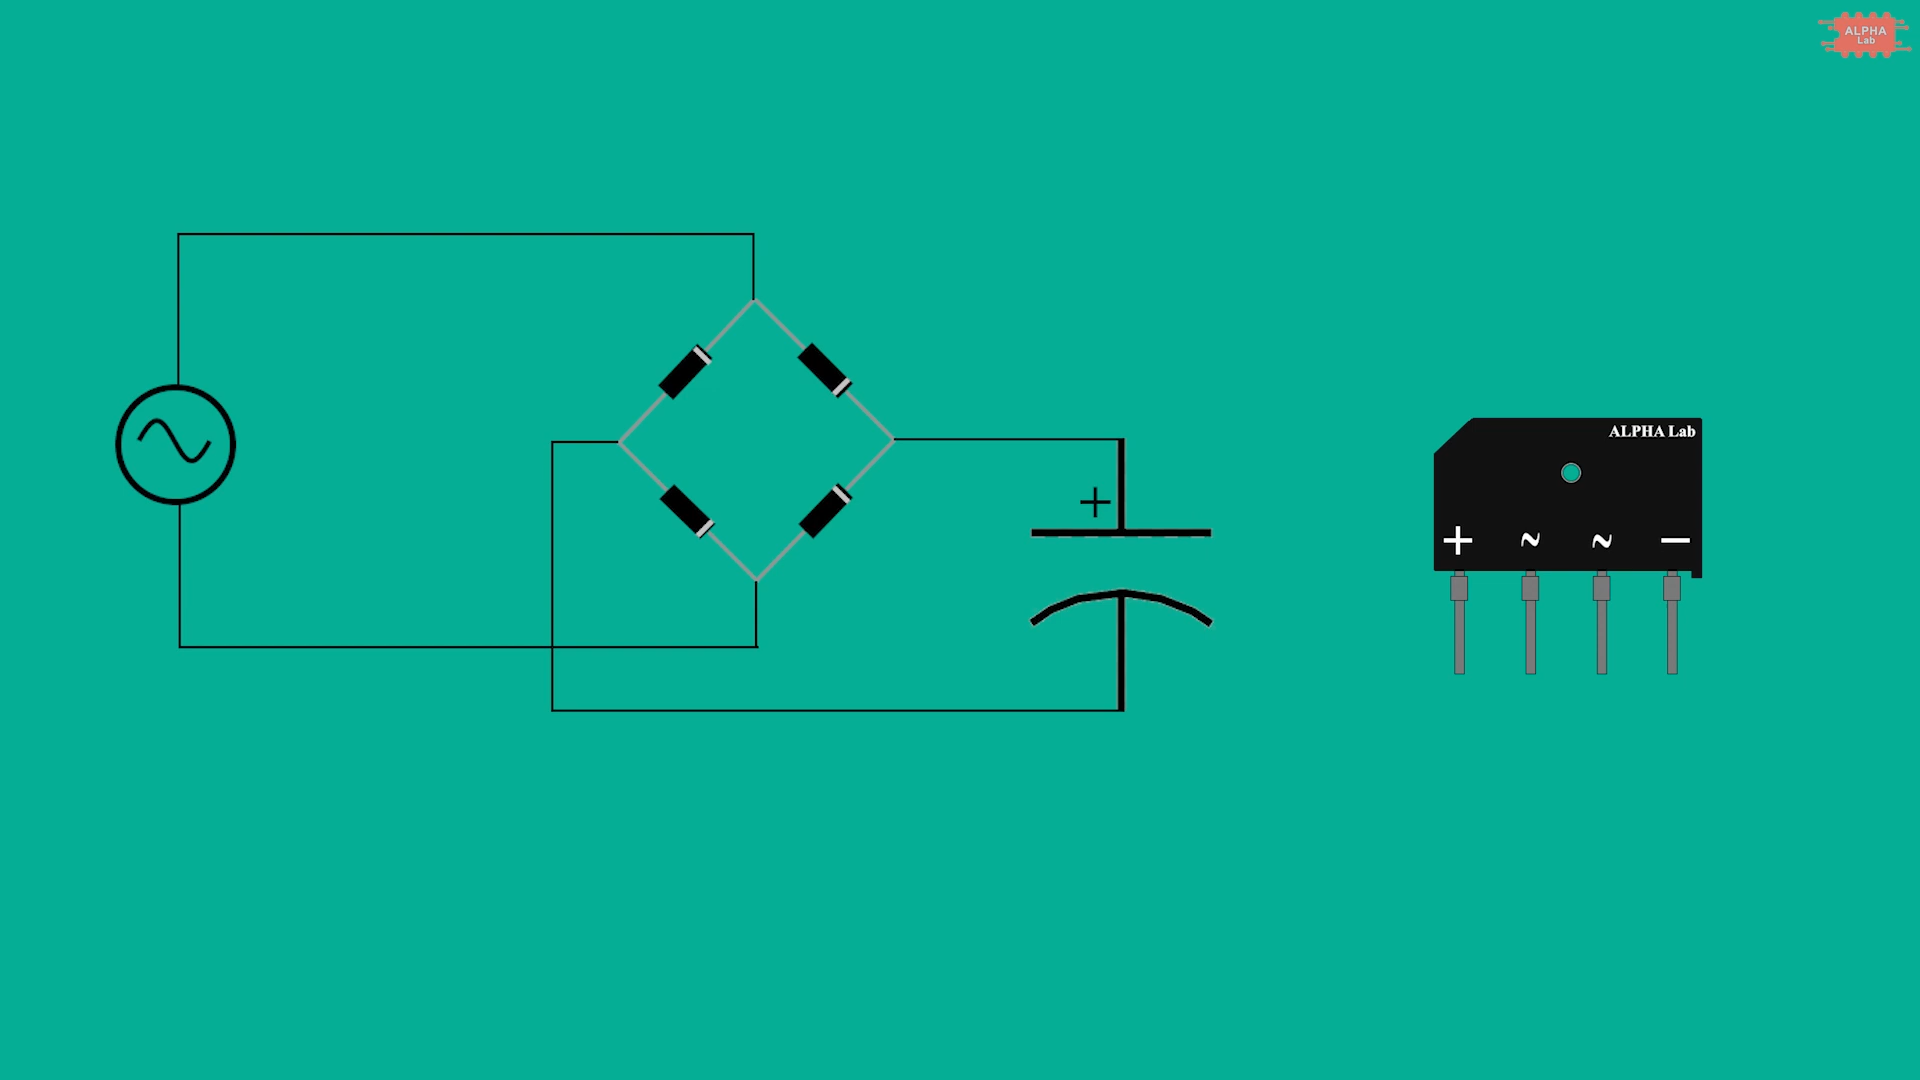 ALPHA
Lab
ALPHA Lab
+
+ ~ ~ −